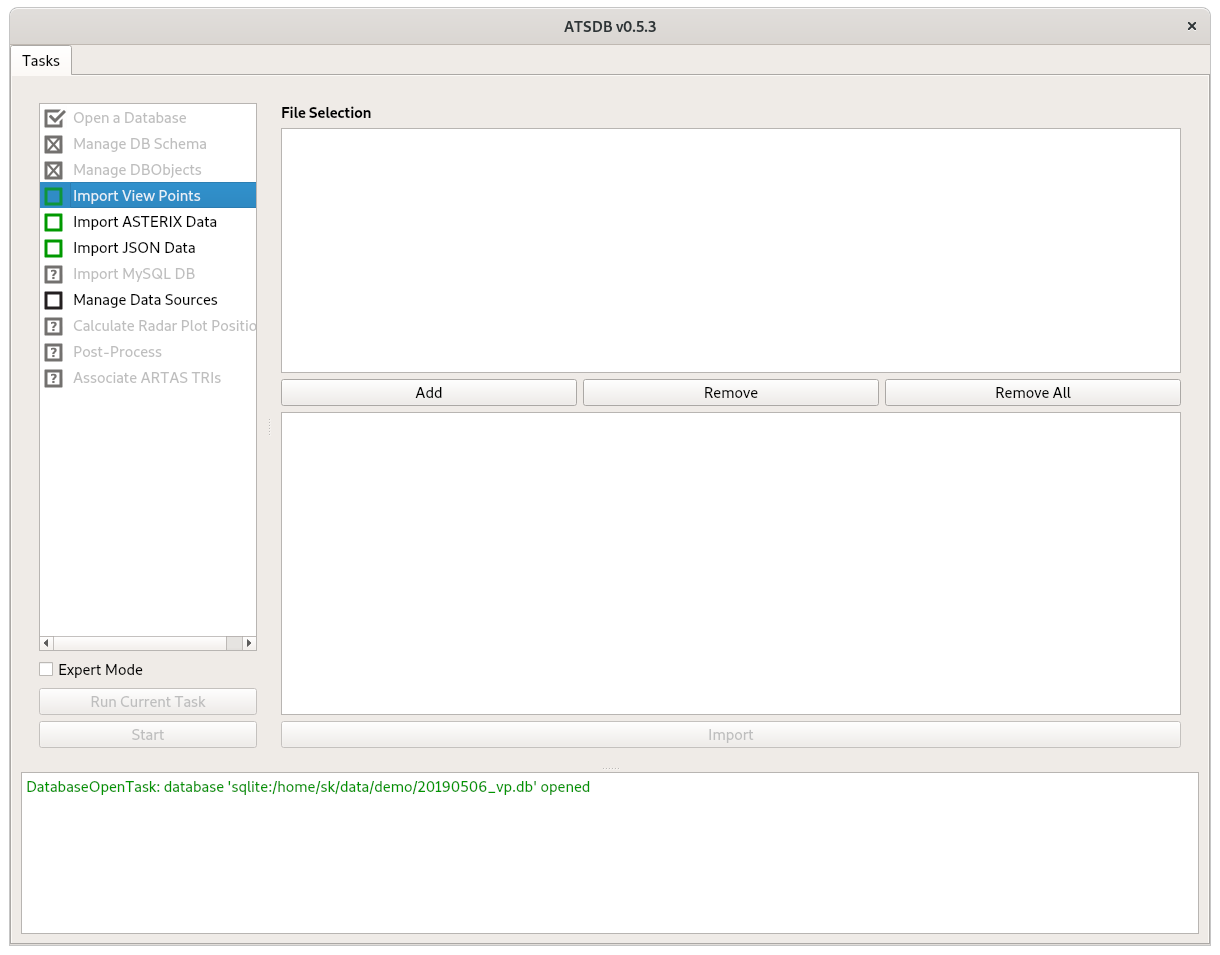 ATSDB v0.5.3
Tasks
Open a Database
Manage DB Schema
Manage DBObjects
Import View Points
Import ASTERIX Data
Import JSON Data
Import MySQL DB
Manage Data Sources
Calculate Radar Plot Positio
Post-Process
Associate ARTAS TRIs
Expert Mode
Run Current Task
Start
File Selection
Add Remove Remove All
Import
DatabaseOpenTask: database 'sqlite:/home/sk/data/demo/20190506_vp.db' opened